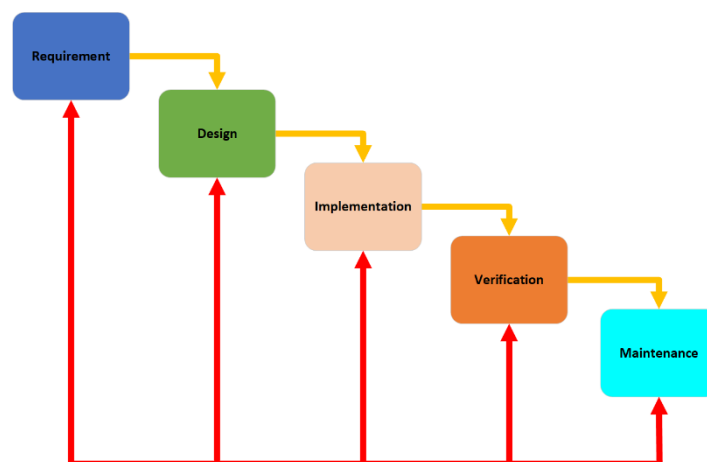 Requirement
Design
Implementation
Verification
Maintenance